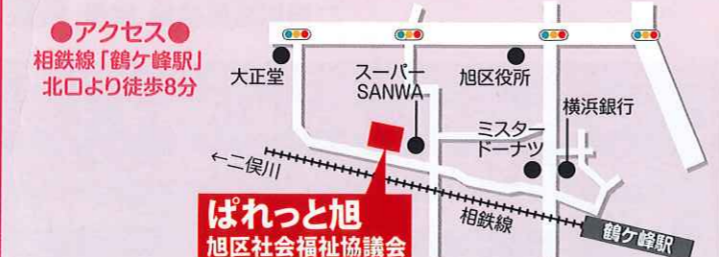 ●アクセス●
相鉄線「鶴ケ峰駅」
北口より徒歩8分
大正堂
スーパー
SANWA
旭区役所
横浜銀行
ミスター
ドーナツ
←二俣川
相鉄線
鶴ケ峰駅
ぱれっと旭
旭区社会福祉協議会